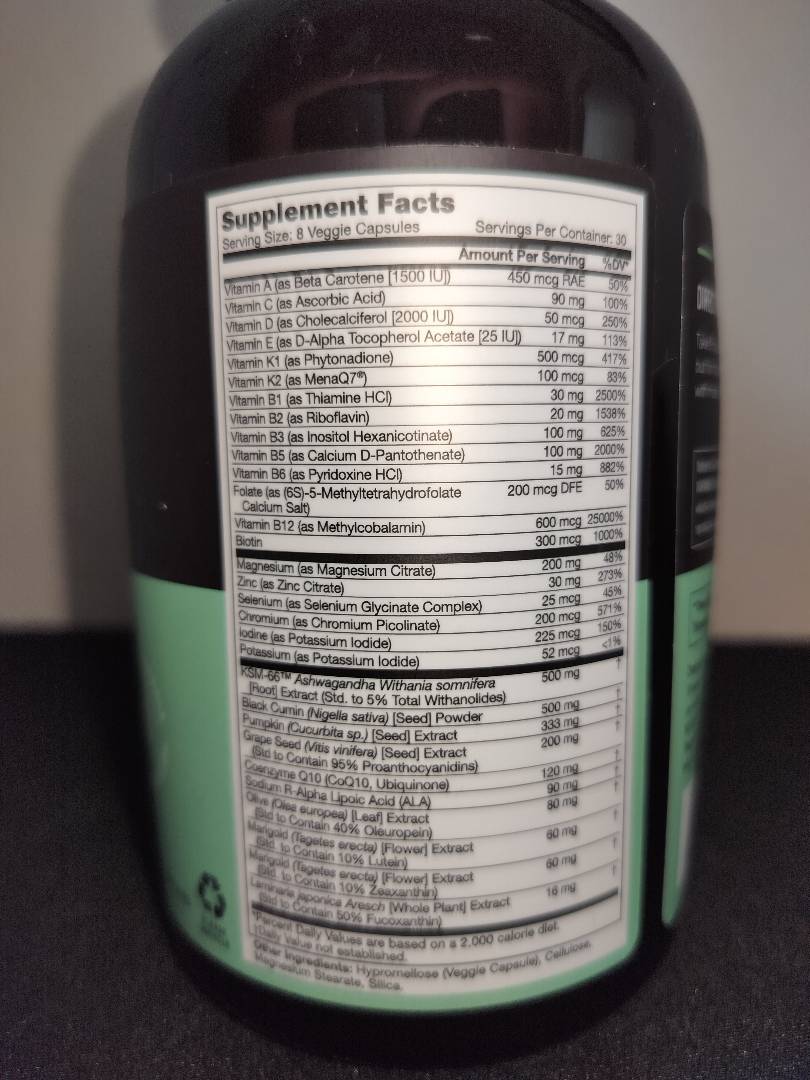 Supplement Facts
Serving Size: 8 Veggie Capsules Servings Per Container: 30
Amount Per Serving %DV*
Vitamin A (as Beta Carotene [1500 IU]) 450 mcg RAE 50%
Vitamin C (as Ascorbic Acid) 90 mg 100%
Vitamin D (as Cholecalciferol [2000 IU]) 50 mcg 250%
Vitamin E (as D-Alpha Tocopherol Acetate [25 IU]) 17 mg 113%
Vitamin K1 (as Phytonadione) 500 mcg 417%
Vitamin K2 (as MenaQ7®) 100 mcg 83%
Vitamin B1 (as Thiamine HCl) 30 mg 2500%
Vitamin B2 (as Riboflavin) 20 mg 1538%
Vitamin B3 (as Inositol Hexanicotinate) 100 mg 625%
Vitamin B5 (as Calcium D-Pantothenate) 100 mg 2000%
Vitamin B6 (as Pyridoxine HCl) 15 mg 882%
Folate (as (6S)-5-Methyltetrahydrofolate 200 mcg DFE 50%
Calcium Salt)
Vitamin B12 (as Methylcobalamin) 600 mcg 25000%
Biotin 300 mcg 1000%
Magnesium (as Magnesium Citrate) 200 mg 48%
Zinc (as Zinc Citrate) 30 mg 273%
Selenium (as Selenium Glycinate Complex) 25 mcg 45%
Chromium (as Chromium Picolinate) 200 mcg 571%
Iodine (as Potassium Iodide) 225 mcg 150%
Potassium (as Potassium Iodide) 52 mcg <1%
KSM-66™ Ashwagandha Withania somnifera 500 mg †
[Root] Extract (Std. to 5% Total Withanolides)
Black Cumin (Nigella sativa) [Seed] Powder 500 mg †
Pumpkin (Cucurbita sp.) [Seed] Extract 333 mg †
Grape Seed (Vitis vinifera) [Seed] Extract 200 mg †
(Std to Contain 95% Proanthocyanidins)
Coenzyme Q10 (CoQ10, Ubiquinone) 120 mg †
Sodium R-Alpha Lipoic Acid (ALA) 90 mg †
Olive (Olea europea) [Leaf] Extract 80 mg †
(Std to Contain 40% Oleuropein)
Marigold (Tagetes erecta) [Flower] Extract 60 mg †
(Std. to Contain 10% Lutein)
Marigold (Tagetes erecta) [Flower] Extract 60 mg †
(Std. to Contain 10% Zeaxanthin)
Laminaria japonica Aresch [Whole Plant] Extract 16 mg †
(Std to Contain 50% Fucoxanthin)
*Percent Daily Values are based on a 2,000 calorie diet.
†Daily Value not established.
Other Ingredients: Hypromellose (Veggie Capsule), Cellulose,
Magnesium Stearate, Silica.